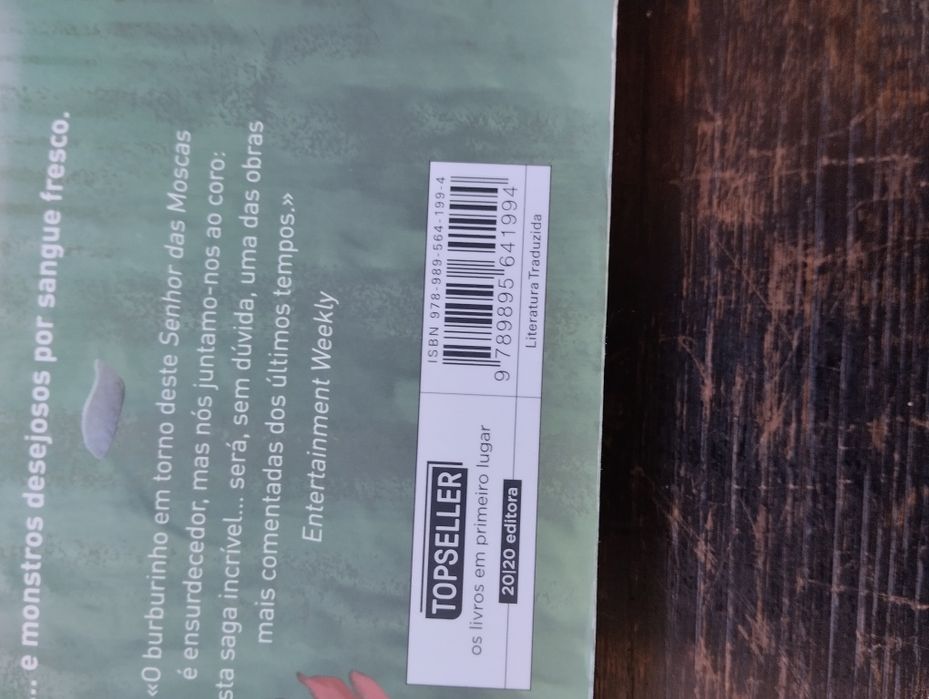 ... e monstros desejosos por sangue fresco.
«O burburinho em torno deste Senhor das Moscas
é ensurdecedor, mas nós juntamo-nos ao coro:
sta saga incrível... será, sem dúvida, uma das obras
mais comentadas dos últimos tempos.»
Entertainment Weekly
TOPSELLER
os livros em primeiro lugar
20|20 editora
ISBN 978-989-564-199-4
9 789895 641994
Literatura Traduzida